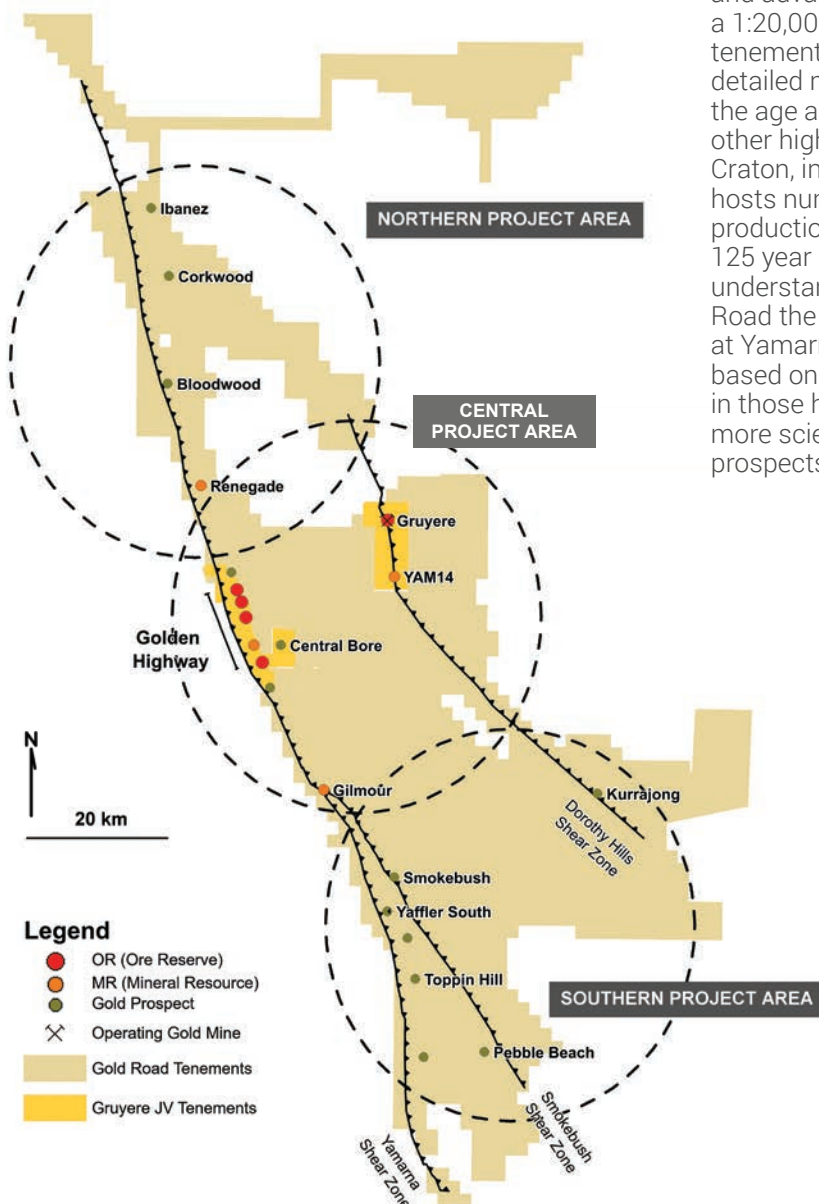 and advan
a 1:20,00
tenement
detailed m
the age a
other high
Craton, in
hosts num
production
125 year
understan
Road the
at Yamarn
based on
in those h
more scie
prospects
Ibanez
NORTHERN PROJECT AREA
Corkwood
Bloodwood
CENTRAL
PROJECT AREA
Renegade
Gruyere
YAM14
Golden
Highway
Central Bore
N
20 km
Gilmour
Kurrajong
Dorothy Hills
Shear Zone
Smokebush
Yaffler South
Toppin Hill
SOUTHERN PROJECT AREA
Pebble Beach
Smokebush
Shear Zone
Yamarna
Shear Zone
Legend
OR (Ore Reserve)
MR (Mineral Resource)
Gold Prospect
Operating Gold Mine
Gold Road Tenements
Gruyere JV Tenements